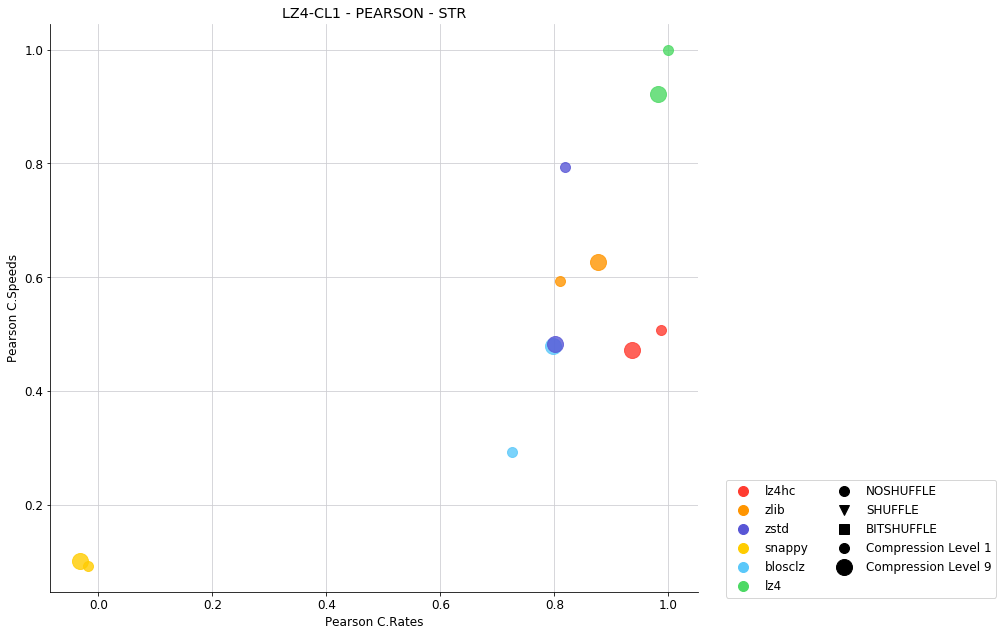 LZ4-CL1 - PEARSON - STR
Pearson C.Speeds
1.0
0.8
0.6
0.4
0.2
0.0 0.2 0.4 0.6 0.8 1.0
Pearson C.Rates
lz4hc
zlib
zstd
snappy
blosclz
lz4
NOSHUFFLE
SHUFFLE
BITSHUFFLE
Compression Level 1
Compression Level 9